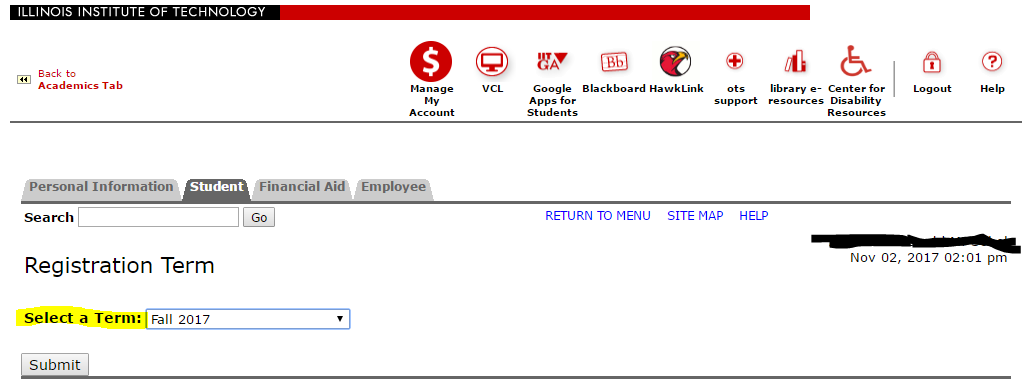 ILLINOIS INSTITUTE OF TECHNOLOGY
Back to
Academics Tab
$
Manage
My
Account
VCL
IIT
GA
Google
Apps for
Students
Bb
Blackboard
HawkLink
ots
support
library e-
resources
Center for
Disability
Resources
Logout
?
Help
Personal Information
Student
Financial Aid
Employee
Search
Go
RETURN TO MENU
SITE MAP
HELP
Nov 02, 2017 02:01 pm
Registration Term
Select a Term:
Fall 2017
Submit